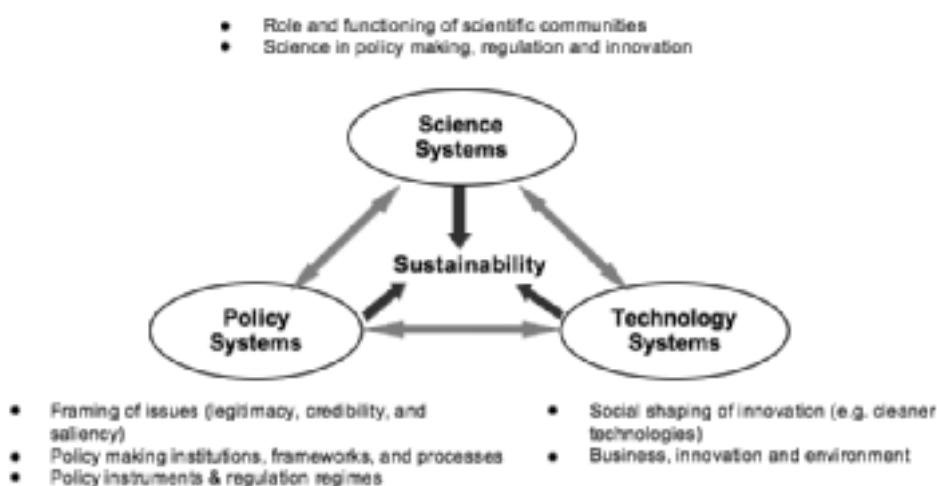 • Role and functioning of scientific communities
• Science in policy making, regulation and innovation
Science
Systems
Sustainability
Policy
Systems
Technology
Systems
• Framing of issues (legitimacy, credibility, and
saliency)
• Policy making institutions, frameworks, and processes
• Policy instruments & regulation regimes
• Social shaping of innovation (e.g. cleaner
technologies)
• Business, innovation and environment